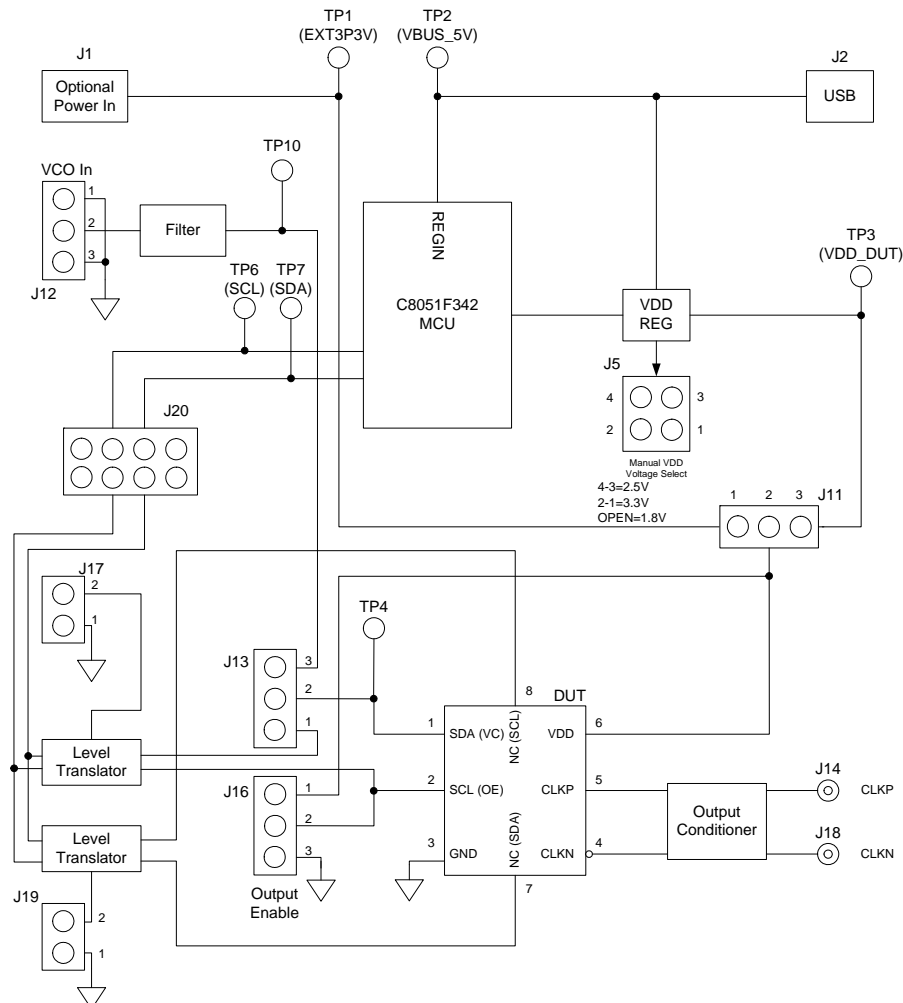 TP1
(EXT3P3V)
TP2
(VBUS_5V)
J1
Optional
Power In
J2
USB
VCO In
1
2
3
J12
Filter
TP10
TP6
(SCL)
TP7
(SDA)
REGIN
C8051F342
MCU
VDD
REG
TP3
(VDD_DUT)
J5
4
3
2
1
Manual VDD
Voltage Select
4-3=2.5V
2-1=3.3V
OPEN=1.8V
J20
1
2
3
J11
J17
2
1
TP4
J13
3
2
1
Level
Translator
J16
1
2
3
Output
Enable
Level
Translator
J19
2
1
DUT
8
NC (SCL)
1
SDA (VC)
VDD
6
2
SCL (OE)
CLKP
5
3
GND
CLKN
4
NC (SDA)
7
Output
Conditioner
J14
CLKP
J18
CLKN